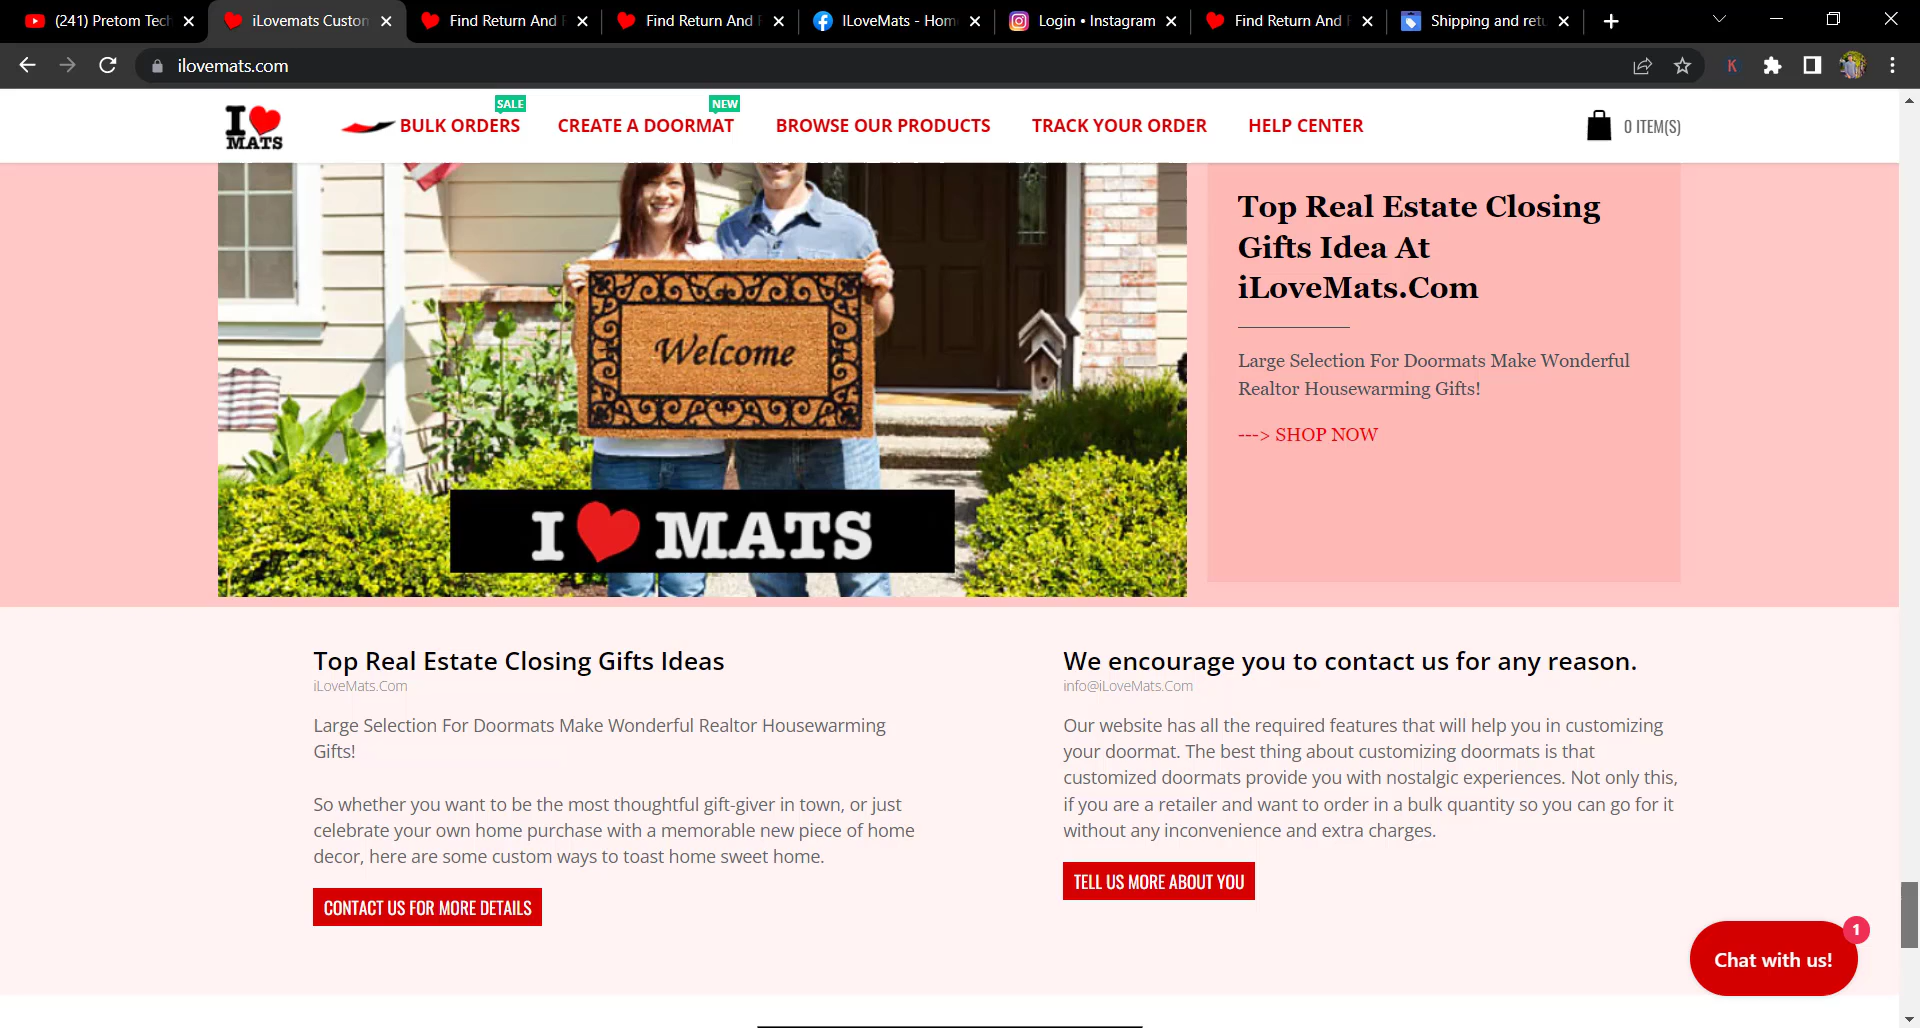 (241) Pretom Tech
iLovemats Custom
Find Return And
Find Return And
ILoveMats - Hom
Login • Instagram
Find Return And
Shipping and retu
ilovemats.com
K
I MATS
SALE
BULK ORDERS
NEW
CREATE A DOORMAT
BROWSE OUR PRODUCTS
TRACK YOUR ORDER
HELP CENTER
0 ITEM(S)
Welcome
I MATS
Top Real Estate Closing
Gifts Idea At
iLoveMats.Com
Large Selection For Doormats Make Wonderful
Realtor Housewarming Gifts!
---> SHOP NOW
Top Real Estate Closing Gifts Ideas
iLoveMats.Com
Large Selection For Doormats Make Wonderful Realtor Housewarming
Gifts!
So whether you want to be the most thoughtful gift-giver in town, or just
celebrate your own home purchase with a memorable new piece of home
decor, here are some custom ways to toast home sweet home.
CONTACT US FOR MORE DETAILS
We encourage you to contact us for any reason.
info@iLoveMats.Com
Our website has all the required features that will help you in customizing
your doormat. The best thing about customizing doormats is that
customized doormats provide you with nostalgic experiences. Not only this,
if you are a retailer and want to order in a bulk quantity so you can go for it
without any inconvenience and extra charges.
TELL US MORE ABOUT YOU
1
Chat with us!